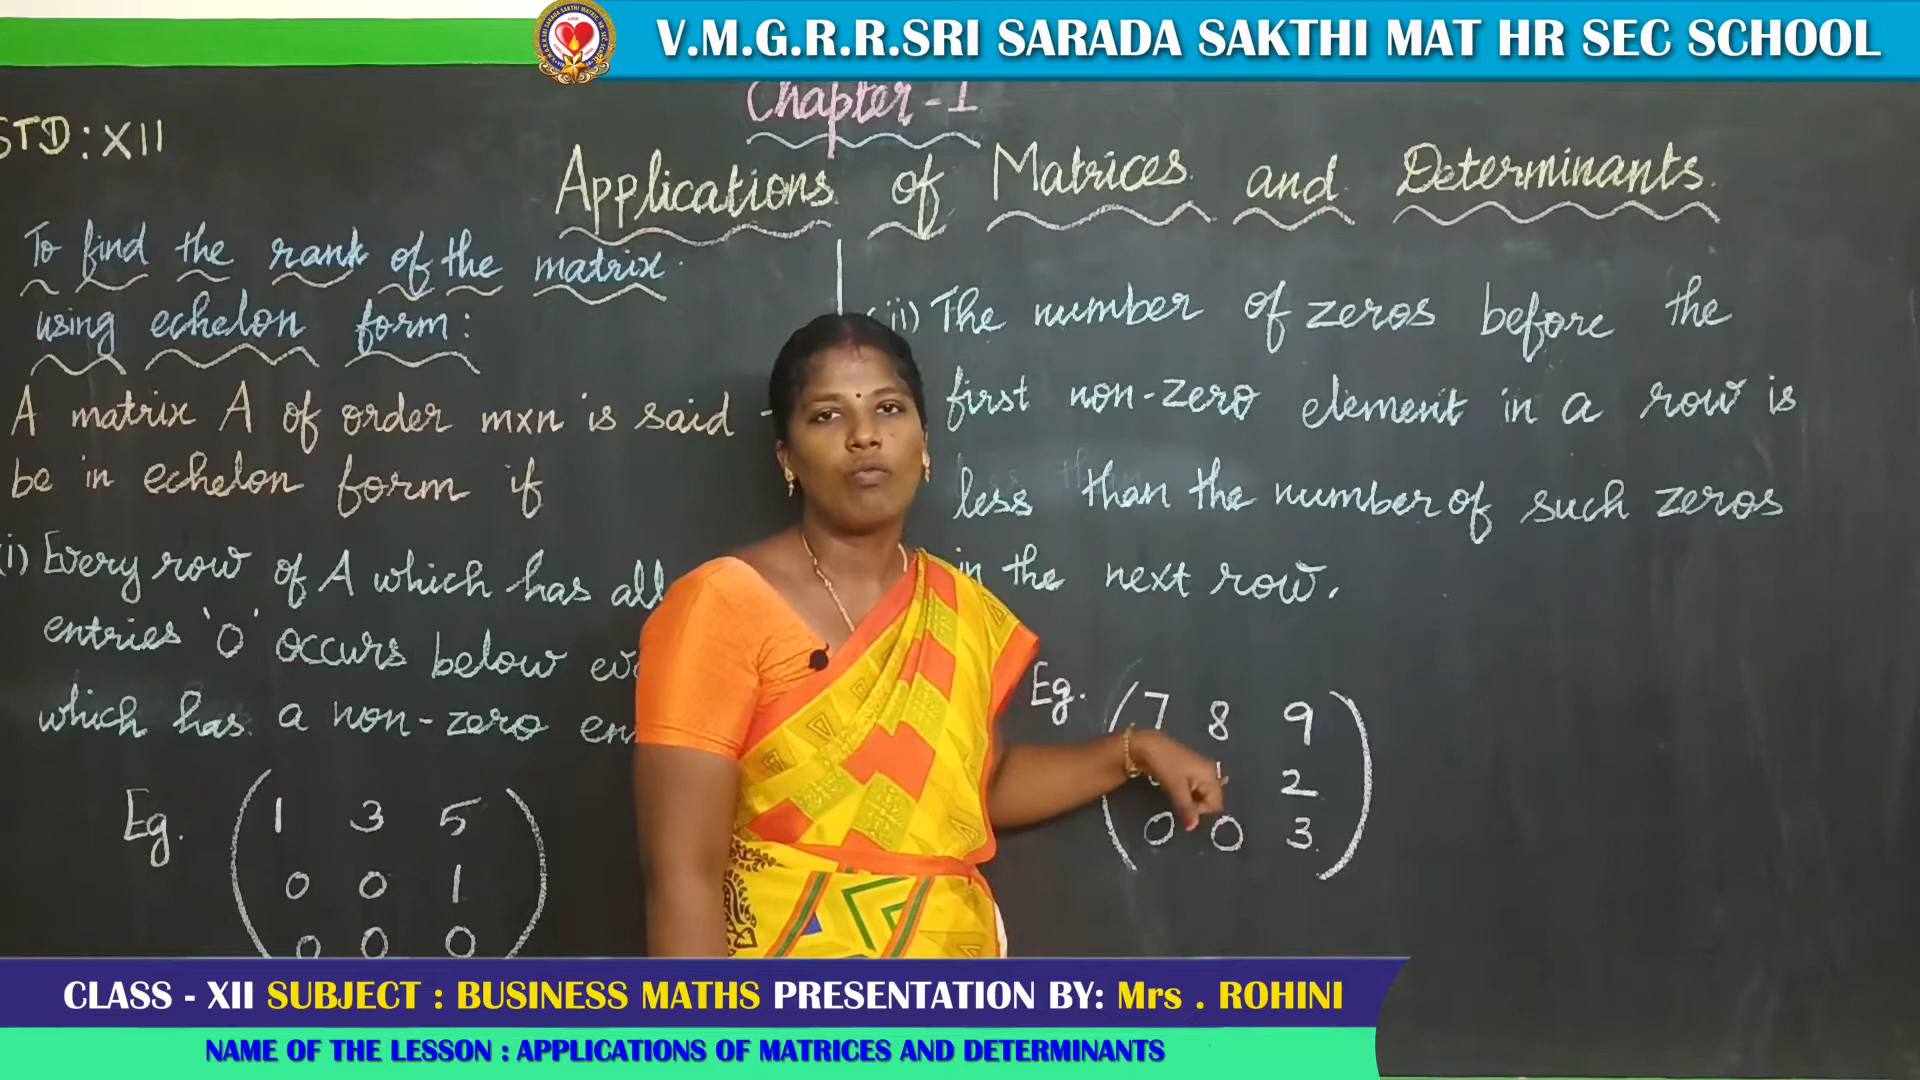 V.M.G.R.R.SRI SARADA SAKTHI MAT HR SEC SCHOOL
Chapter - 1
STD : XII
Applications of Matrices and Determinants.
To find the rank of the matrix
using echelon form :
A matrix A of order m×n is said
be in echelon form if
(i) Every row of A which has all
entries '0' occurs below
which has a non-zero
Eg.
1 3 5
0 0 1
0 0 0
(ii) The number of zeros before the
first non-zero element in a row is
less than the number of such zeros
in the next row.
Eg.
7 8 9
2
0 0 3
CLASS - XII SUBJECT : BUSINESS MATHS PRESENTATION BY: Mrs . ROHINI
NAME OF THE LESSON : APPLICATIONS OF MATRICES AND DETERMINANTS